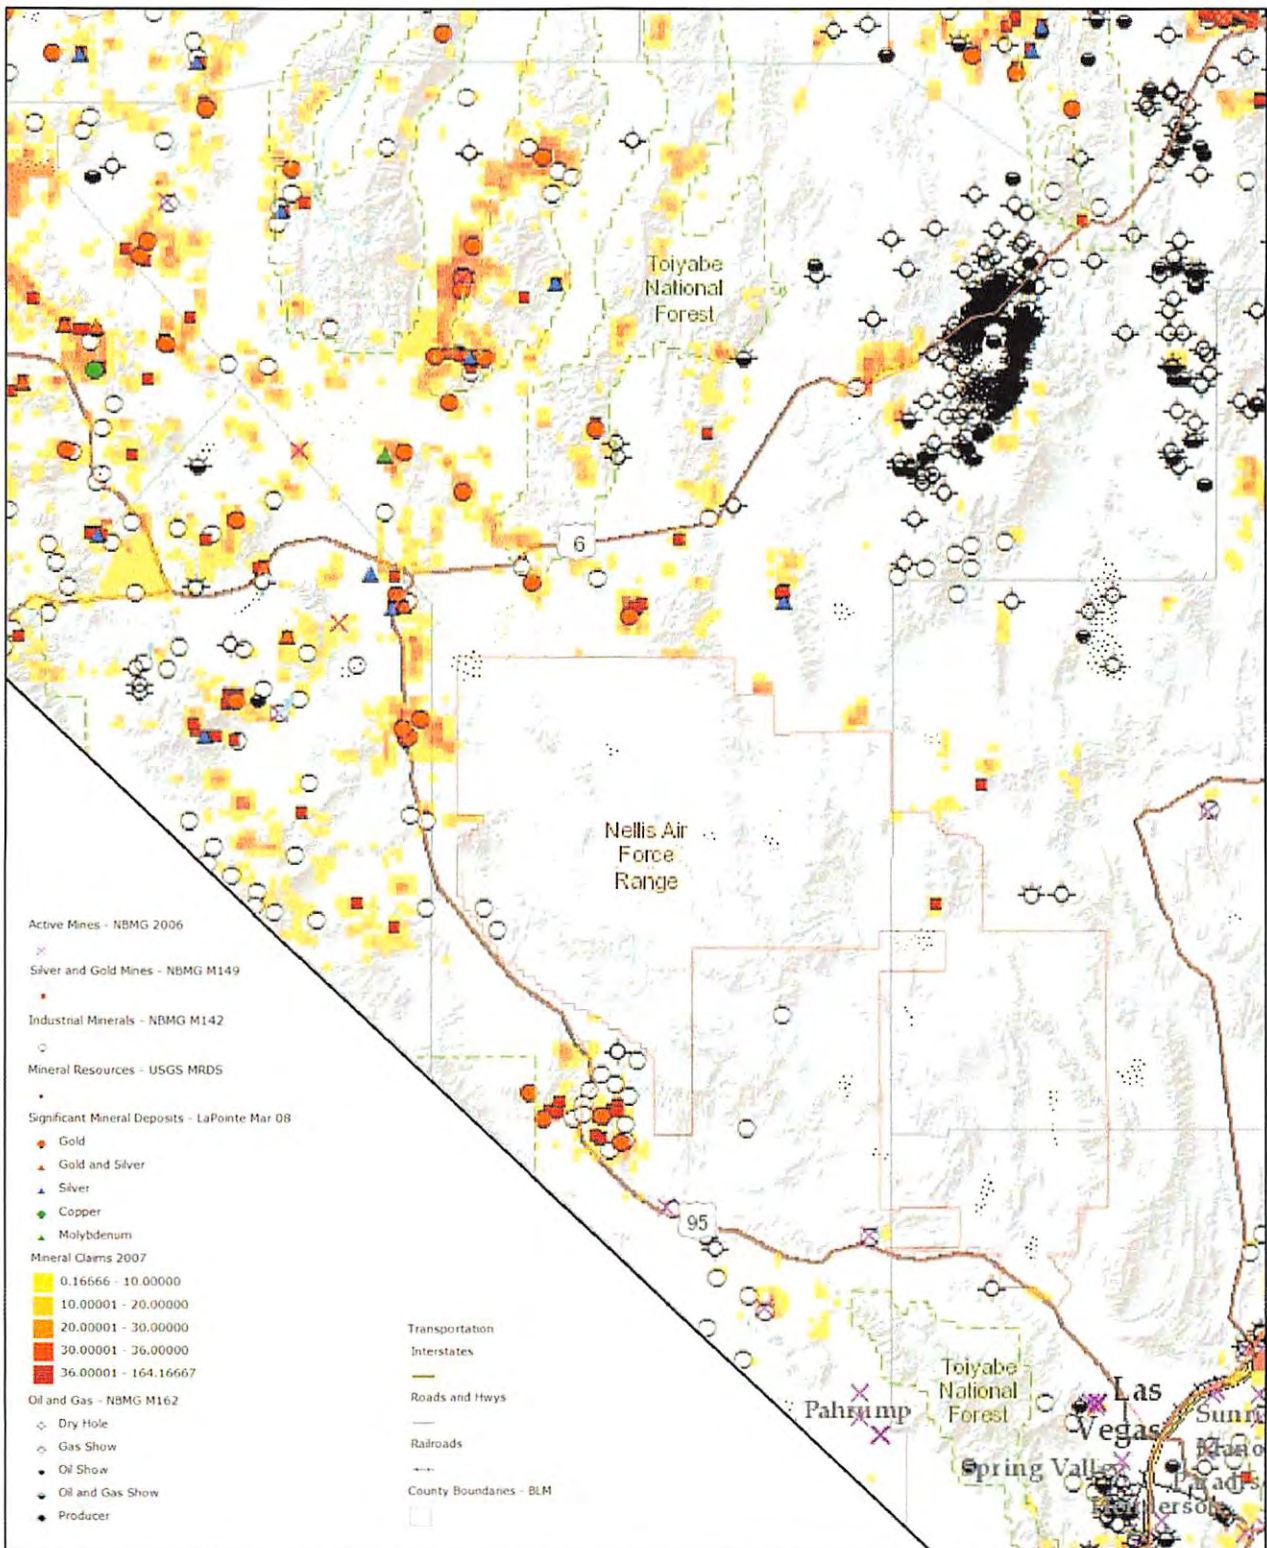 Toiyabe
National
Forest
6
Nellis Air
Force
Range
95
Toiyabe
National
Forest
Pahrump
Las
Vegas
Spring Valley
Henderson
Active Mines - NBMG 2006
Silver and Gold Mines - NBMG M149
Industrial Minerals - NBMG M142
Mineral Resources - USGS MRDS
Significant Mineral Deposits - LaPointe Mar 08
Gold
Gold and Silver
Silver
Copper
Molybdenum
Mineral Claims 2007
0.16666 - 10.00000
10.00001 - 20.00000
20.00001 - 30.00000
30.00001 - 36.00000
36.00001 - 164.16667
Oil and Gas - NBMG M162
Dry Hole
Gas Show
Oil Show
Oil and Gas Show
Producer
Transportation
Interstates
Roads and Hwys
Railroads
County Boundaries - BLM